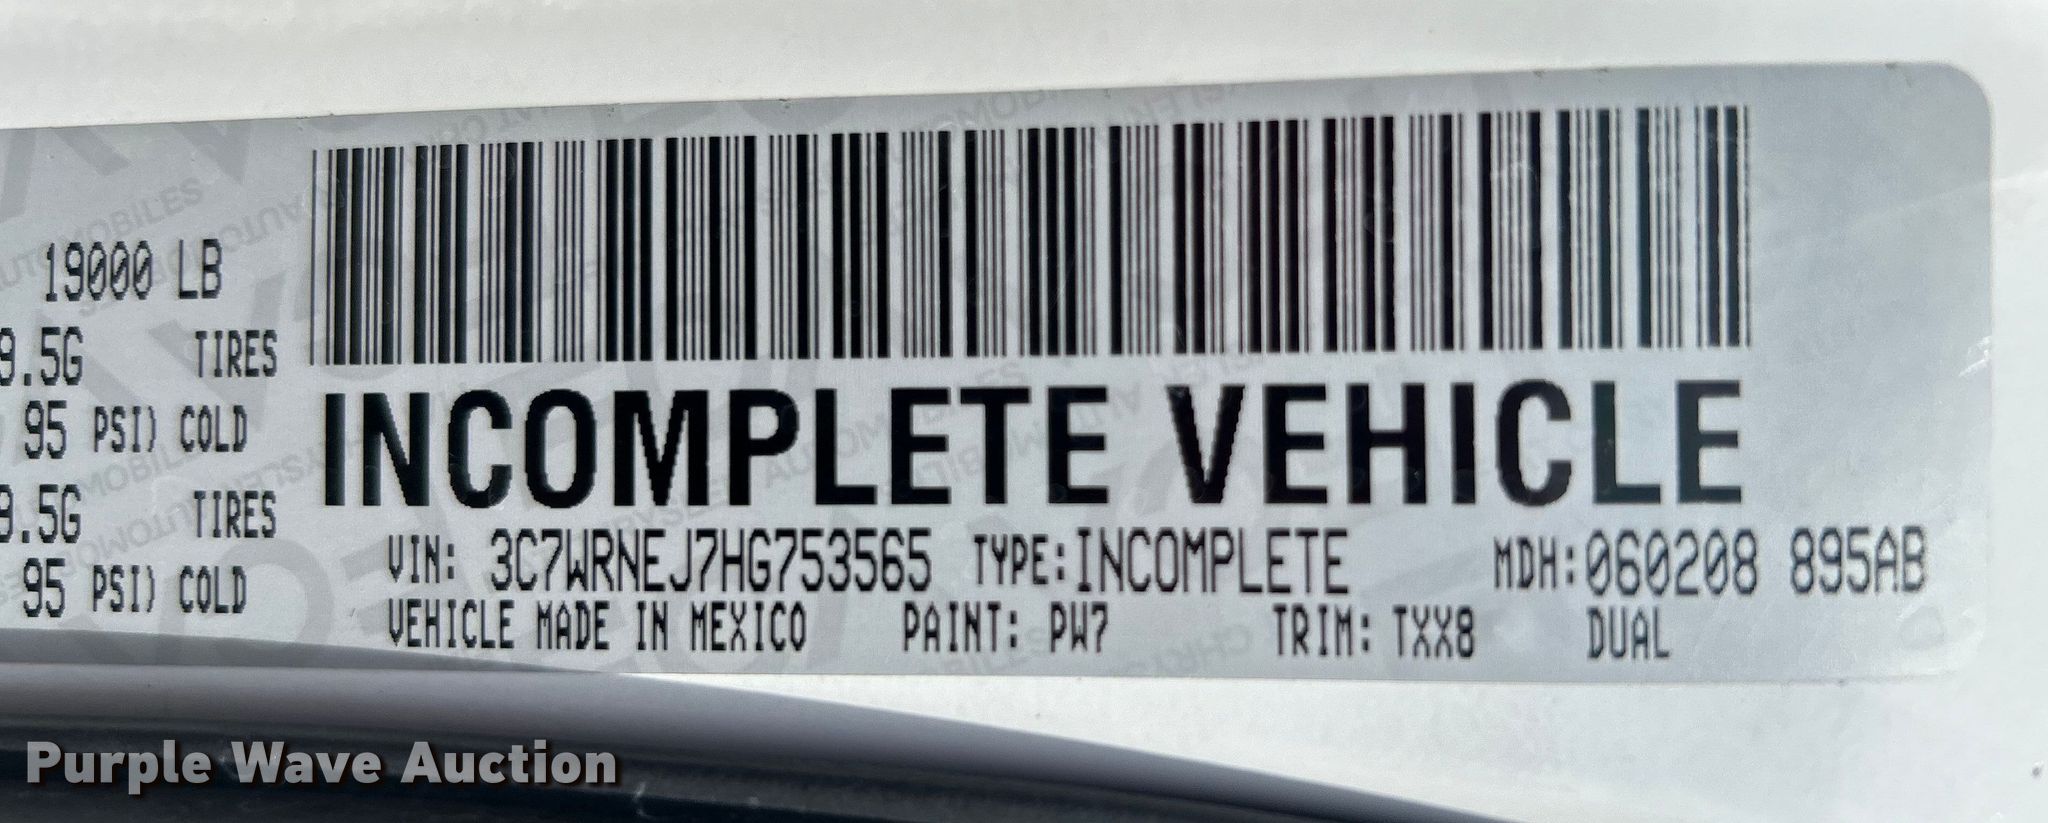 19000 LB
9.5G TIRES
95 PSI) COLD
9.5G TIRES
95 PSI) COLD
INCOMPLETE VEHICLE
VIN: 3C7WRNEJ7HG753565 TYPE:INCOMPLETE MDH:060208 895AB
VEHICLE MADE IN MEXICO PAINT: PW7 TRIM: TXX8 DUAL
Purple Wave Auction